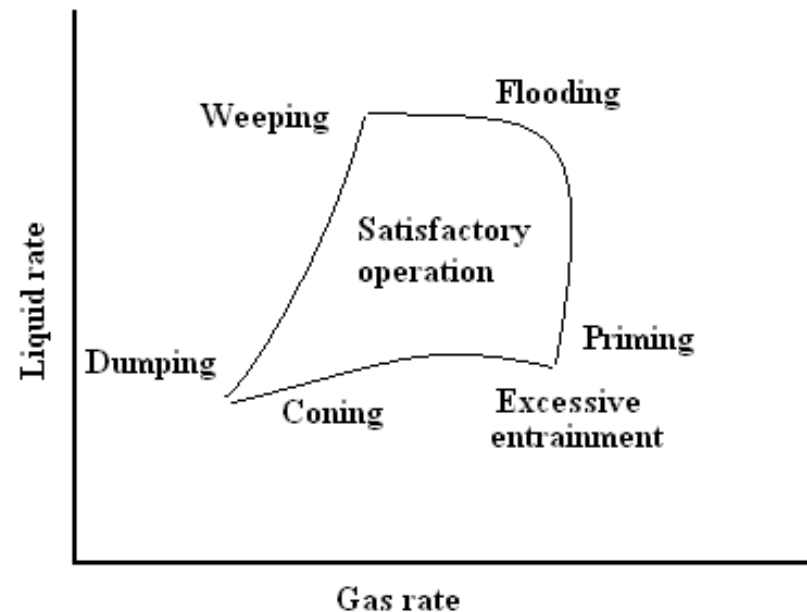 Flooding
Weeping
Satisfactory
operation
Liquid rate
Priming
Dumping
Coning
Excessive
entrainment
Gas rate